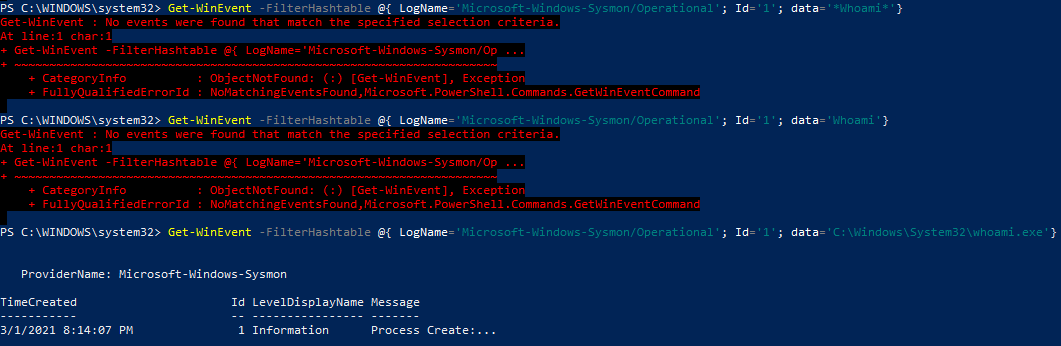 PS C:\WINDOWS\system32> Get-WinEvent -FilterHashtable @{ LogName='Microsoft-Windows-Sysmon/Operational'; Id='1'; data='*Whoami*'}
Get-WinEvent : No events were found that match the specified selection criteria.
At line:1 char:1
+ Get-WinEvent -FilterHashtable @{ LogName='Microsoft-Windows-Sysmon/Op ...
+ ~~~~~~~~~~~~~~~~~~~~~~~~~~~~~~~~~~~~~~~~~~~~~~~~~~~~~~~~~~~~~~~~~~~~~
    + CategoryInfo          : ObjectNotFound: (:) [Get-WinEvent], Exception
    + FullyQualifiedErrorId : NoMatchingEventsFound,Microsoft.PowerShell.Commands.GetWinEventCommand
PS C:\WINDOWS\system32> Get-WinEvent -FilterHashtable @{ LogName='Microsoft-Windows-Sysmon/Operational'; Id='1'; data='Whoami'}
Get-WinEvent : No events were found that match the specified selection criteria.
At line:1 char:1
+ Get-WinEvent -FilterHashtable @{ LogName='Microsoft-Windows-Sysmon/Op ...
+ ~~~~~~~~~~~~~~~~~~~~~~~~~~~~~~~~~~~~~~~~~~~~~~~~~~~~~~~~~~~~~~~~~~~~~
    + CategoryInfo          : ObjectNotFound: (:) [Get-WinEvent], Exception
    + FullyQualifiedErrorId : NoMatchingEventsFound,Microsoft.PowerShell.Commands.GetWinEventCommand
PS C:\WINDOWS\system32> Get-WinEvent -FilterHashtable @{ LogName='Microsoft-Windows-Sysmon/Operational'; Id='1'; data='C:\Windows\System32\whoami.exe'}
   ProviderName: Microsoft-Windows-Sysmon
TimeCreated                      Id LevelDisplayName Message
-----------                      -- ---------------- -------
3/1/2021 8:14:07 PM               1 Information      Process Create:...